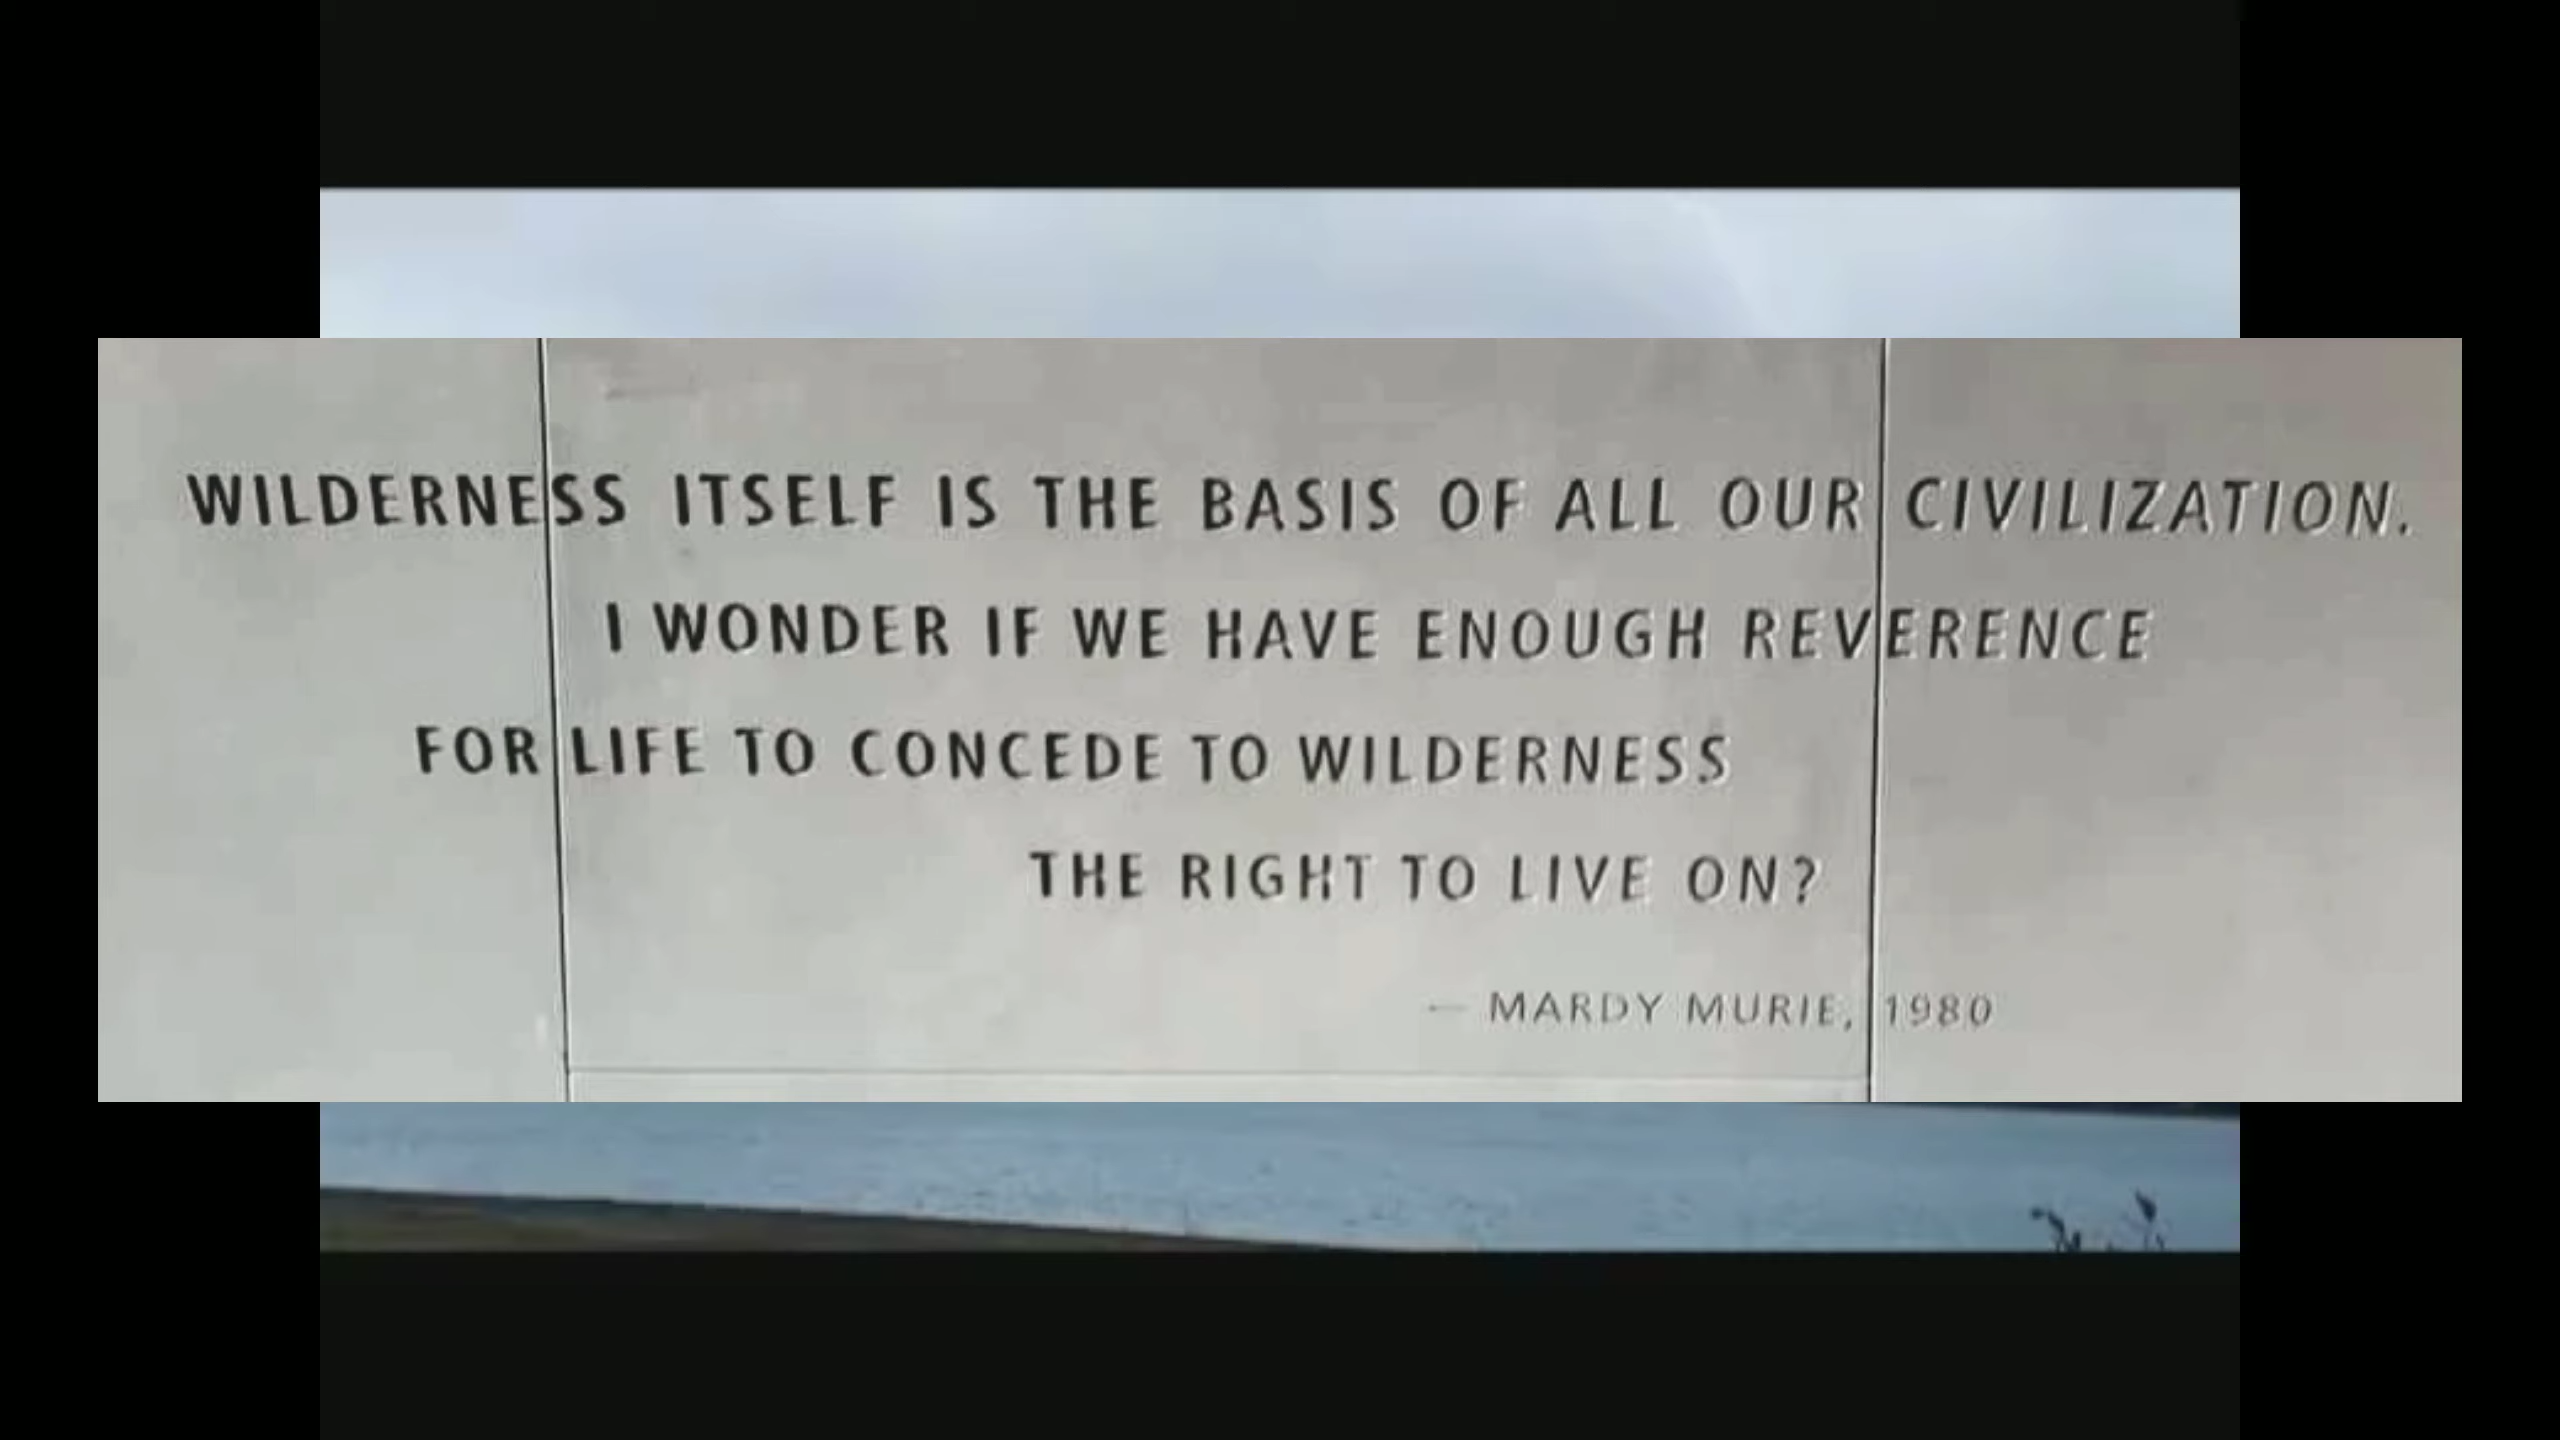 WILDERNESS ITSELF IS THE BASIS OF ALL OUR CIVILIZATION.
I WONDER IF WE HAVE ENOUGH REVERENCE
FOR LIFE TO CONCEDE TO WILDERNESS
THE RIGHT TO LIVE ON?
— MARDY MURIE, 1980